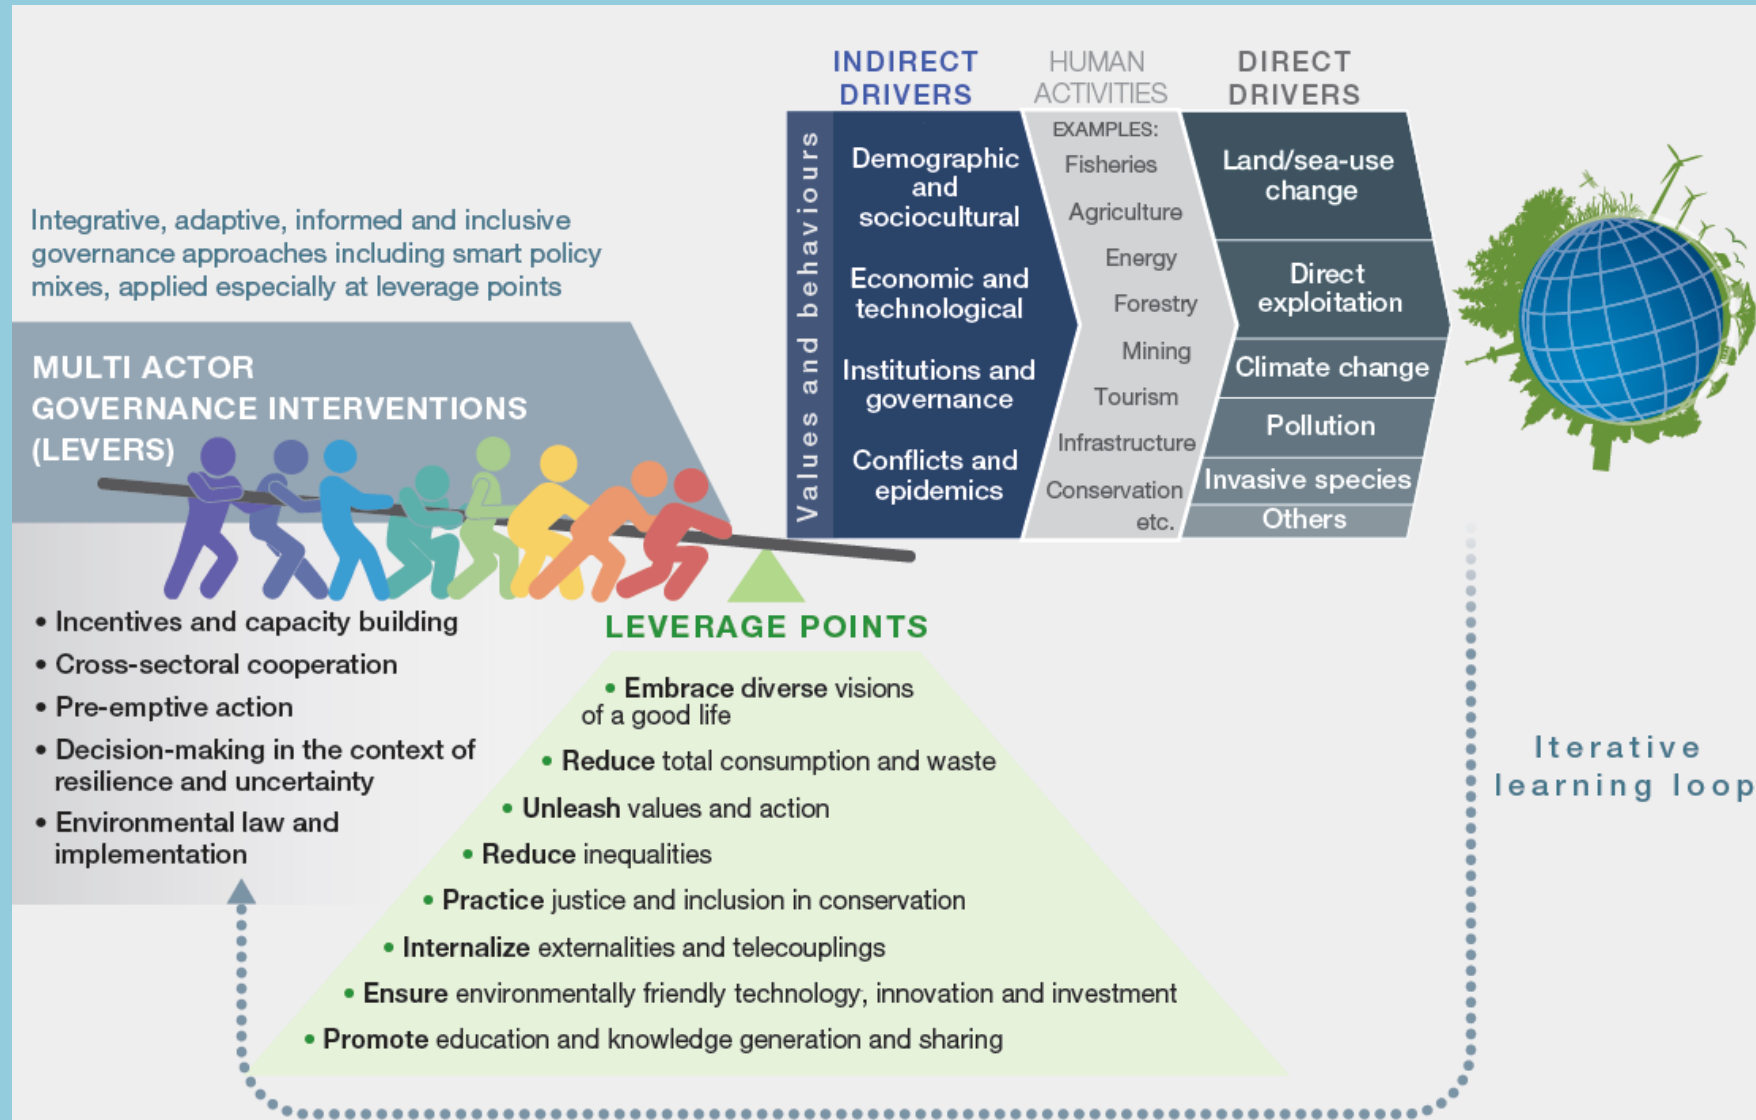 INDIRECT
DRIVERS
HUMAN
ACTIVITIES
DIRECT
DRIVERS
Values and behaviours
Demographic
and
sociocultural
Economic and
technological
Institutions and
governance
Conflicts and
epidemics
EXAMPLES:
Fisheries
Agriculture
Energy
Forestry
Mining
Tourism
Infrastructure
Conservation
etc.
Land/sea-use
change
Direct
exploitation
Climate change
Pollution
Invasive species
Others
Integrative, adaptive, informed and inclusive
governance approaches including smart policy
mixes, applied especially at leverage points
MULTI ACTOR
GOVERNANCE INTERVENTIONS
(LEVERS)
• Incentives and capacity building
• Cross-sectoral cooperation
• Pre-emptive action
• Decision-making in the context of
resilience and uncertainty
• Environmental law and
implementation
LEVERAGE POINTS
• Embrace diverse visions
of a good life
• Reduce total consumption and waste
• Unleash values and action
• Reduce inequalities
• Practice justice and inclusion in conservation
• Internalize externalities and telecouplings
• Ensure environmentally friendly technology, innovation and investment
• Promote education and knowledge generation and sharing
Iterative
learning loop